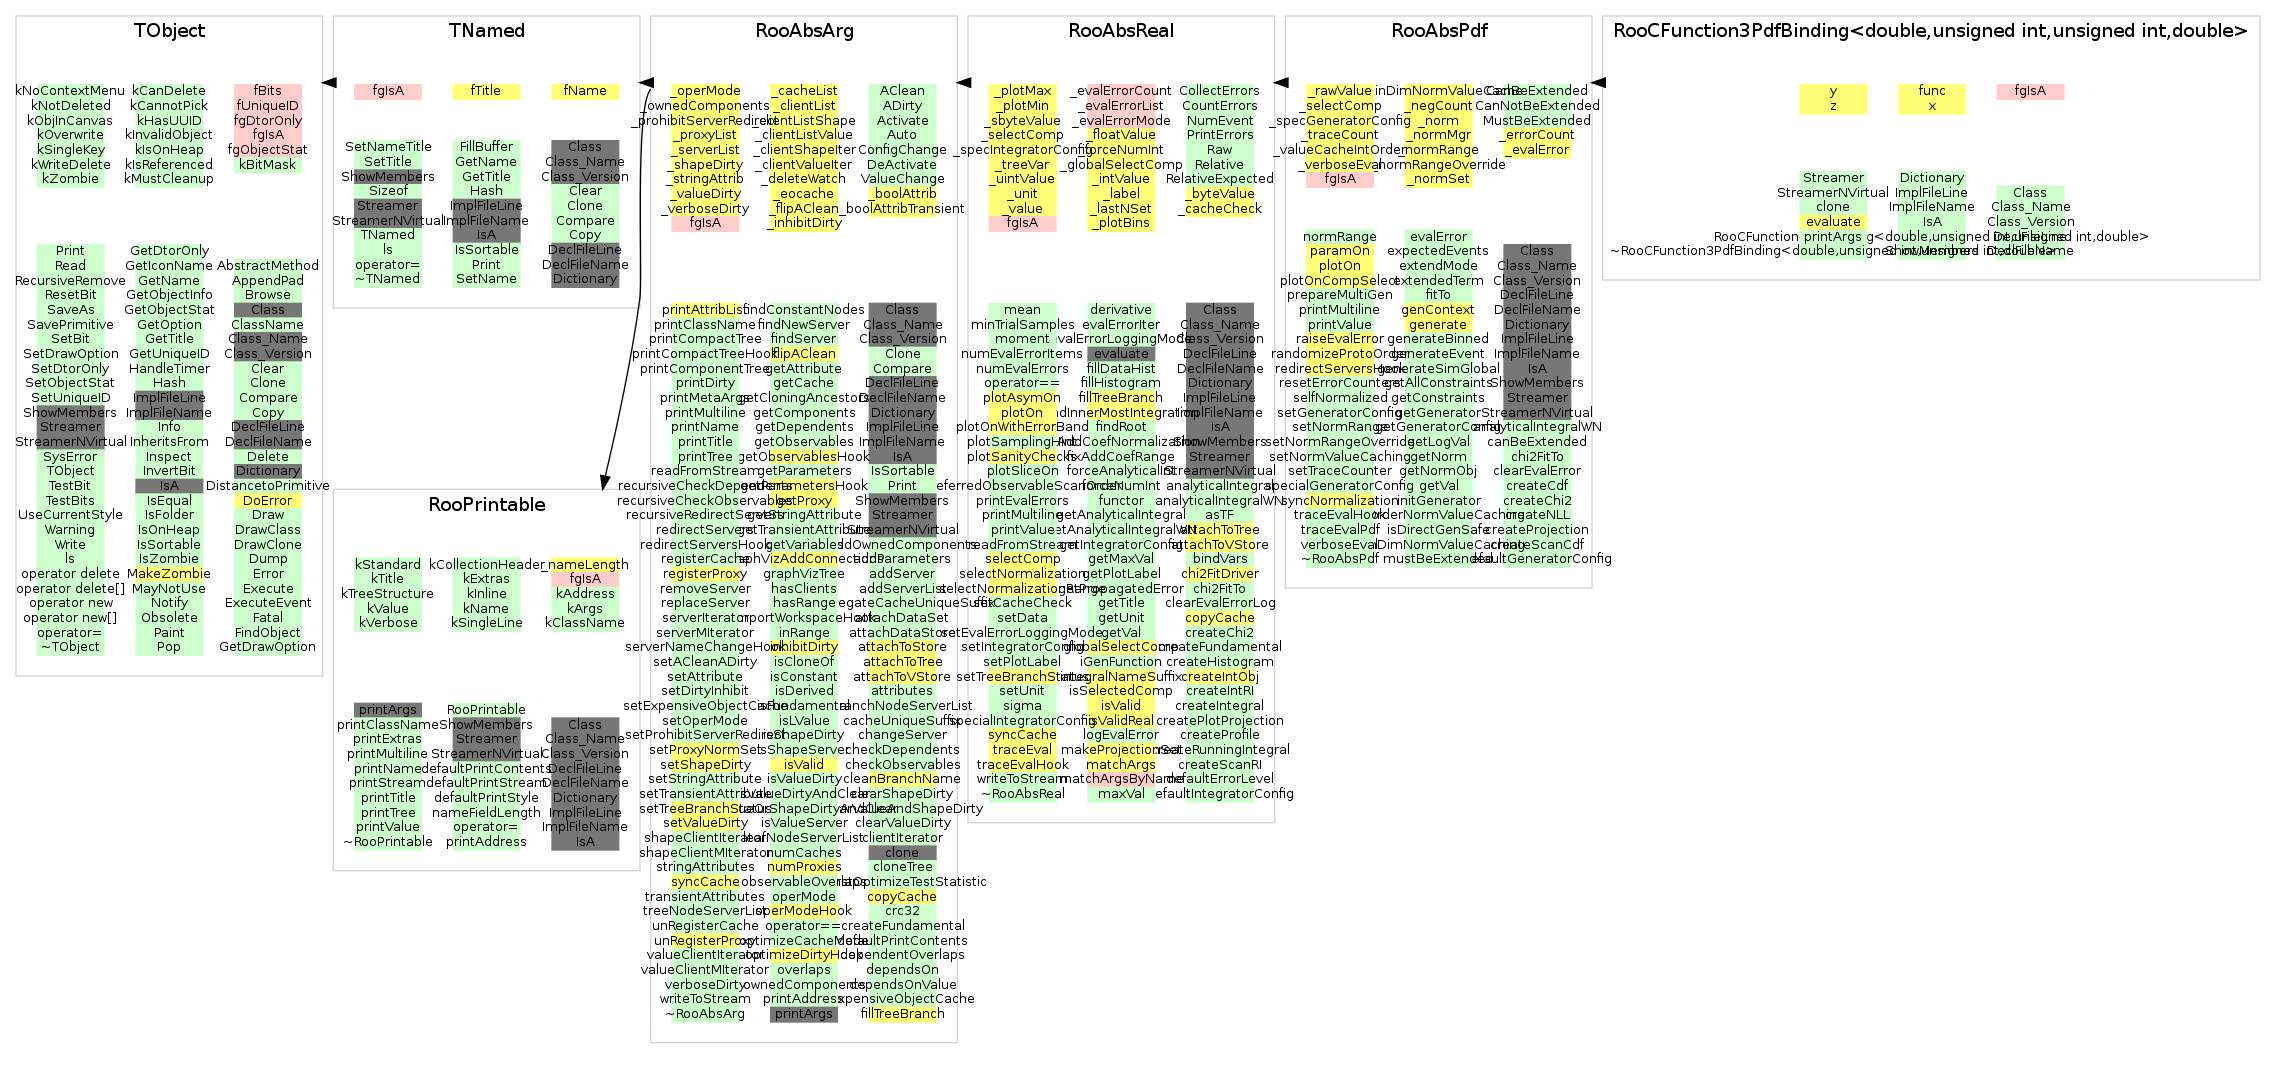 TObject
kNoContextMenu
kNotDeleted
kObjInCanvas
kOverwrite
kSingleKey
kWriteDelete
kZombie
kCanDelete
kCannotPick
kHasUUID
kInvalidObject
kIsOnHeap
kIsReferenced
kMustCleanup
fBits
fUniqueID
fgDtorOnly
fgIsA
fgObjectStat
kBitMask
Print
Read
RecursiveRemove
ResetBit
SaveAs
SavePrimitive
SetBit
SetDrawOption
SetDtorOnly
SetObjectStat
SetUniqueID
ShowMembers
Streamer
StreamerNVirtual
SysError
TObject
TestBit
TestBits
UseCurrentStyle
Warning
Write
ls
operator delete
operator delete[]
operator new
operator new[]
operator=
~TObject
GetDtorOnly
GetIconName
GetName
GetObjectInfo
GetObjectStat
GetOption
GetTitle
GetUniqueID
HandleTimer
Hash
ImplFileLine
ImplFileName
Info
InheritsFrom
Inspect
InvertBit
IsA
IsEqual
IsFolder
IsOnHeap
IsSortable
IsZombie
MakeZombie
MayNotUse
Notify
Obsolete
Paint
Pop
AbstractMethod
AppendPad
Browse
Class
ClassName
Class_Name
Class_Version
Clear
Clone
Compare
Copy
DeclFileLine
DeclFileName
Delete
Dictionary
DistancetoPrimitive
DoError
Draw
DrawClass
DrawClone
Dump
Error
Execute
ExecuteEvent
Fatal
FindObject
GetDrawOption
TNamed
fgIsA
fTitle
fName
SetNameTitle
SetTitle
ShowMembers
Sizeof
Streamer
StreamerNVirtual
TNamed
ls
operator=
~TNamed
FillBuffer
GetName
GetTitle
Hash
ImplFileLine
ImplFileName
IsA
IsSortable
Print
SetName
Class
Class_Name
Class_Version
Clear
Clone
Compare
Copy
DeclFileLine
DeclFileName
Dictionary
RooPrintable
kStandard
kTitle
kTreeStructure
kValue
kVerbose
kCollectionHeader
kExtras
kInline
kName
kSingleLine
_nameLength
fgIsA
kAddress
kArgs
kClassName
printArgs
printClassName
printExtras
printMultiline
printName
printStream
printTitle
printTree
printValue
~RooPrintable
RooPrintable
ShowMembers
Streamer
StreamerNVirtual
defaultPrintContents
defaultPrintStream
defaultPrintStyle
nameFieldLength
operator=
printAddress
Class
Class_Name
Class_Version
DeclFileLine
DeclFileName
Dictionary
ImplFileLine
ImplFileName
IsA
RooAbsArg
_operMode
_ownedComponents
_prohibitServerRedirect
_proxyList
_serverList
_shapeDirty
_stringAttrib
_valueDirty
_verboseDirty
fgIsA
_cacheList
_clientList
_clientListValue
_clientShapeIter
_clientValueIter
_deleteWatch
_eocache
_flipAClean
_inhibitDirty
AClean
ADirty
Activate
Auto
ConfigChange
DeActivate
ValueChange
_boolAttrib
_boolAttribTransient
printAttribList
printClassName
printCompactTree
printCompactTreeHook
printComponentTree
printDirty
printMetaArgs
printMultiline
printName
printTitle
printTree
readFromStream
recursiveCheckDependents
recursiveCheckObservables
recursiveRedirectServers
redirectServers
redirectServersHook
registerCache
registerProxy
removeServer
replaceServer
serverIterator
serverMIterator
serverNameChangeHook
setACleanADirty
setAttribute
setDirtyInhibit
setExpensiveObjectCache
setOperMode
setProhibitServerRedirect
setProxyNormSet
setShapeDirty
setStringAttribute
setTransientAttribute
setTreeBranchStatus
setValueDirty
shapeClientIterator
shapeClientMIterator
stringAttributes
syncCache
transientAttributes
treeNodeServerList
unRegisterCache
unRegisterProxy
valueClientIterator
valueClientMIterator
verboseDirty
writeToStream
~RooAbsArg
findConstantNodes
findNewServer
findServer
flipAClean
getAttribute
getCache
getCloningAncestors
getComponents
getDependents
getObservables
getObservablesHook
getParameters
getParametersHook
getProxy
getStringAttribute
getTransientAttribute
getVariables
graphVizTree
hasClients
hasRange
inRange
inhibitDirty
isCloneOf
isConstant
isDerived
isFundamental
isLValue
isShapeDirty
isShapeServer
isValid
isValueDirty
isValueServer
leafNodeServerList
numCaches
numProxies
observableOverlaps
operMode
operModeHook
operator==
optimizeCacheMode
optimizeDirtyHook
overlaps
ownedComponents
printAddress
printArgs
Class
Class_Name
Class_Version
Clone
Compare
DeclFileLine
DeclFileName
Dictionary
ImplFileLine
ImplFileName
IsA
IsSortable
Print
ShowMembers
Streamer
StreamerNVirtual
addOwnedComponents
addParameters
addServer
addServerList
attachDataSet
attachDataStore
attachToStore
attachToTree
attachToVStore
attributes
branchNodeServerList
cacheUniqueSuffix
changeServer
checkDependents
checkObservables
cleanBranchName
clearShapeDirty
clearValueDirty
clientIterator
clone
cloneTree
copyCache
crc32
createFundamental
defaultPrintContents
dependentOverlaps
dependsOn
dependsOnValue
expensiveObjectCache
fillTreeBranch
RooAbsReal
_plotMax
_plotMin
_sbyteValue
_selectComp
_specIntegratorConfig
_treeVar
_uintValue
_unit
_value
fgIsA
_evalErrorCount
_evalErrorList
_evalErrorMode
_floatValue
_forceNumInt
_globalSelectComp
_intValue
_label
_lastNSet
_plotBins
CollectErrors
CountErrors
NumEvent
PrintErrors
Raw
Relative
RelativeExpected
_byteValue
_cacheCheck
mean
minTrialSamples
moment
numEvalErrorItems
numEvalErrors
operator==
plotAsymOn
plotOn
plotOnWithErrorBand
plotSamplingHint
plotSanityChecks
plotSliceOn
preferredObservableScanOrder
printEvalErrors
printMultiline
printValue
readFromStream
selectComp
selectNormalization
selectNormalizationRange
setCacheCheck
setData
setEvalErrorLoggingMode
setIntegratorConfig
setPlotLabel
setTreeBranchStatus
setUnit
sigma
specialIntegratorConfig
syncCache
traceEval
traceEvalHook
writeToStream
~RooAbsReal
derivative
evalErrorIter
evalErrorLoggingMode
evaluate
fillDataHist
fillHistogram
fillTreeBranch
findInnerMostIntegration
findRoot
fixAddCoefNormalization
fixAddCoefRange
forceAnalyticalInt
forceNumInt
functor
getAnalyticalIntegral
getAnalyticalIntegralWN
getIntegratorConfig
getMaxVal
getPlotLabel
getPropagatedError
getTitle
getUnit
getVal
globalSelectComp
iGenFunction
integralNameSuffix
isSelectedComp
isValid
isValidReal
logEvalError
makeProjectionSet
matchArgs
matchArgsByName
maxVal
Class
Class_Name
Class_Version
DeclFileLine
DeclFileName
Dictionary
ImplFileLine
ImplFileName
IsA
ShowMembers
Streamer
StreamerNVirtual
analyticalIntegral
analyticalIntegralWN
asTF
attachToTree
attachToVStore
bindVars
chi2FitDriver
chi2FitTo
clearEvalErrorLog
copyCache
createChi2
createFundamental
createHistogram
createIntObj
createIntRI
createIntegral
createPlotProjection
createProfile
createRunningIntegral
createScanRI
defaultErrorLevel
defaultIntegratorConfig
RooAbsPdf
_rawValue
_selectComp
_specGeneratorConfig
_traceCount
_valueCacheIntOrder
_verboseEval
fgIsA
_minDimNormValueCache
_negCount
_norm
_normMgr
_normRange
_normRangeOverride
_normSet
CanBeExtended
CanNotBeExtended
MustBeExtended
_errorCount
_evalError
normRange
paramOn
plotOn
plotOnCompSelect
prepareMultiGen
printMultiline
printValue
raiseEvalError
randomizeProtoOrder
redirectServersHook
resetErrorCounters
selfNormalized
setGeneratorConfig
setNormRange
setNormRangeOverride
setNormValueCaching
setTraceCounter
specialGeneratorConfig
syncNormalization
traceEvalHook
traceEvalPdf
verboseEval
~RooAbsPdf
evalError
expectedEvents
extendMode
extendedTerm
fitTo
genContext
generate
generateBinned
generateEvent
generateSimGlobal
getAllConstraints
getConstraints
getGenerator
getGeneratorConfig
getLogVal
getNorm
getNormObj
getVal
initGenerator
isDirectGenSafe
mustBeExtended
Class
Class_Name
Class_Version
DeclFileLine
DeclFileName
Dictionary
ImplFileLine
ImplFileName
IsA
ShowMembers
Streamer
StreamerNVirtual
analyticalIntegralWN
canBeExtended
chi2FitTo
clearEvalError
createCdf
createChi2
createNLL
createProjection
createScanCdf
defaultGeneratorConfig
RooCFunction3PdfBinding<double,unsigned int,unsigned int,double>
y
z
func
x
fgIsA
Streamer
StreamerNVirtual
clone
evaluate
printArgs
~RooCFunction3PdfBinding<double,unsigned int,unsigned int,double>
Dictionary
ImplFileLine
ImplFileName
IsA
ShowMembers
Class
Class_Name
Class_Version
DeclFileLine
DeclFileName